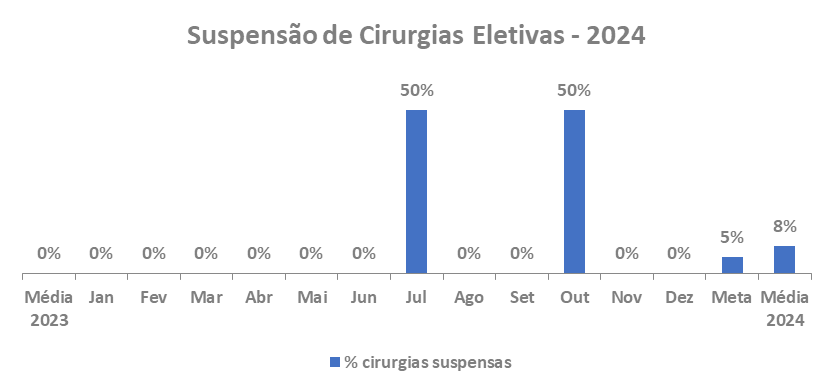 Suspensão de Cirurgias Eletivas - 2024
50% 50%
8%
5%
0% 0% 0% 0% 0% 0% 0% 0% 0% 0% 0%
Média Jan Fev Mar Abr Mai Jun Jul Ago Set Out Nov Dez Meta Média
2023 2024
% cirurgias suspensas